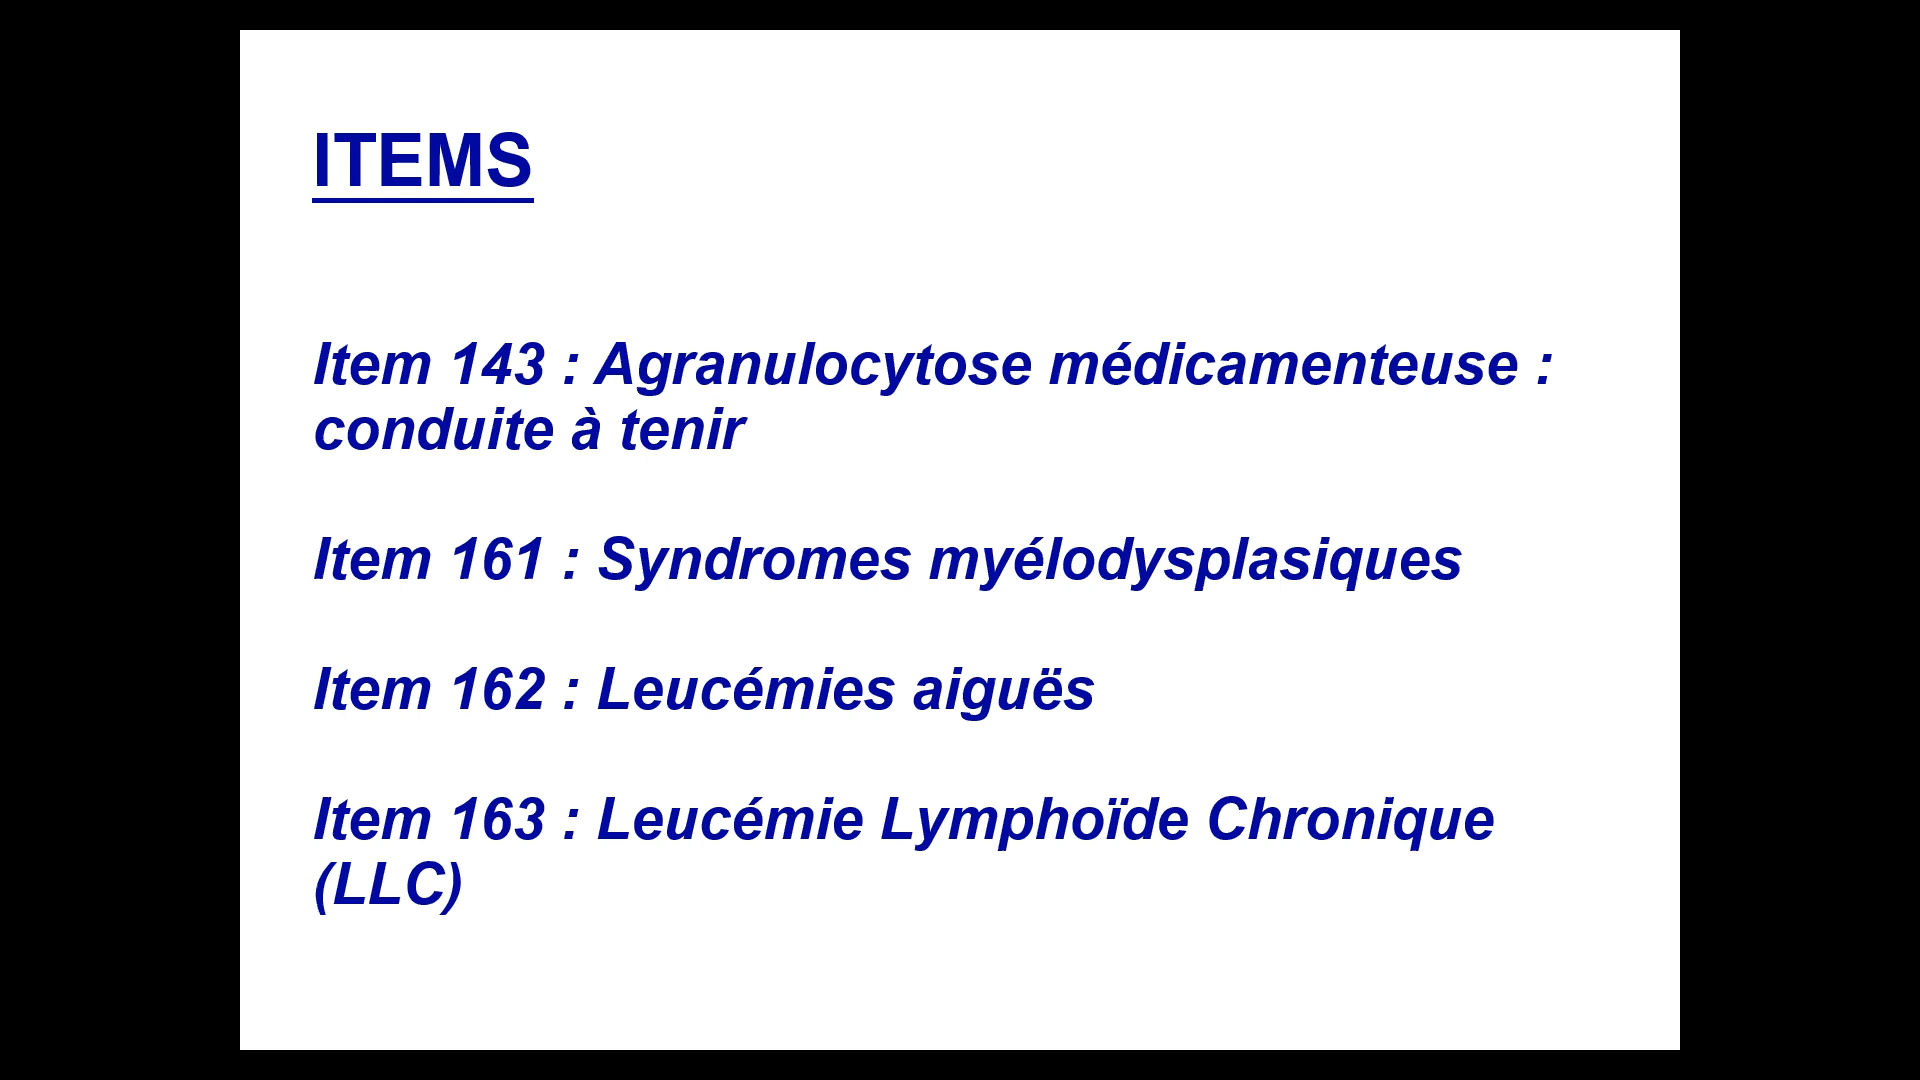 ITEMS
Item 143 : Agranulocytose médicamenteuse :
conduite à tenir
Item 161 : Syndromes myélodysplasiques
Item 162 : Leucémies aiguës
Item 163 : Leucémie Lymphoïde Chronique
(LLC)